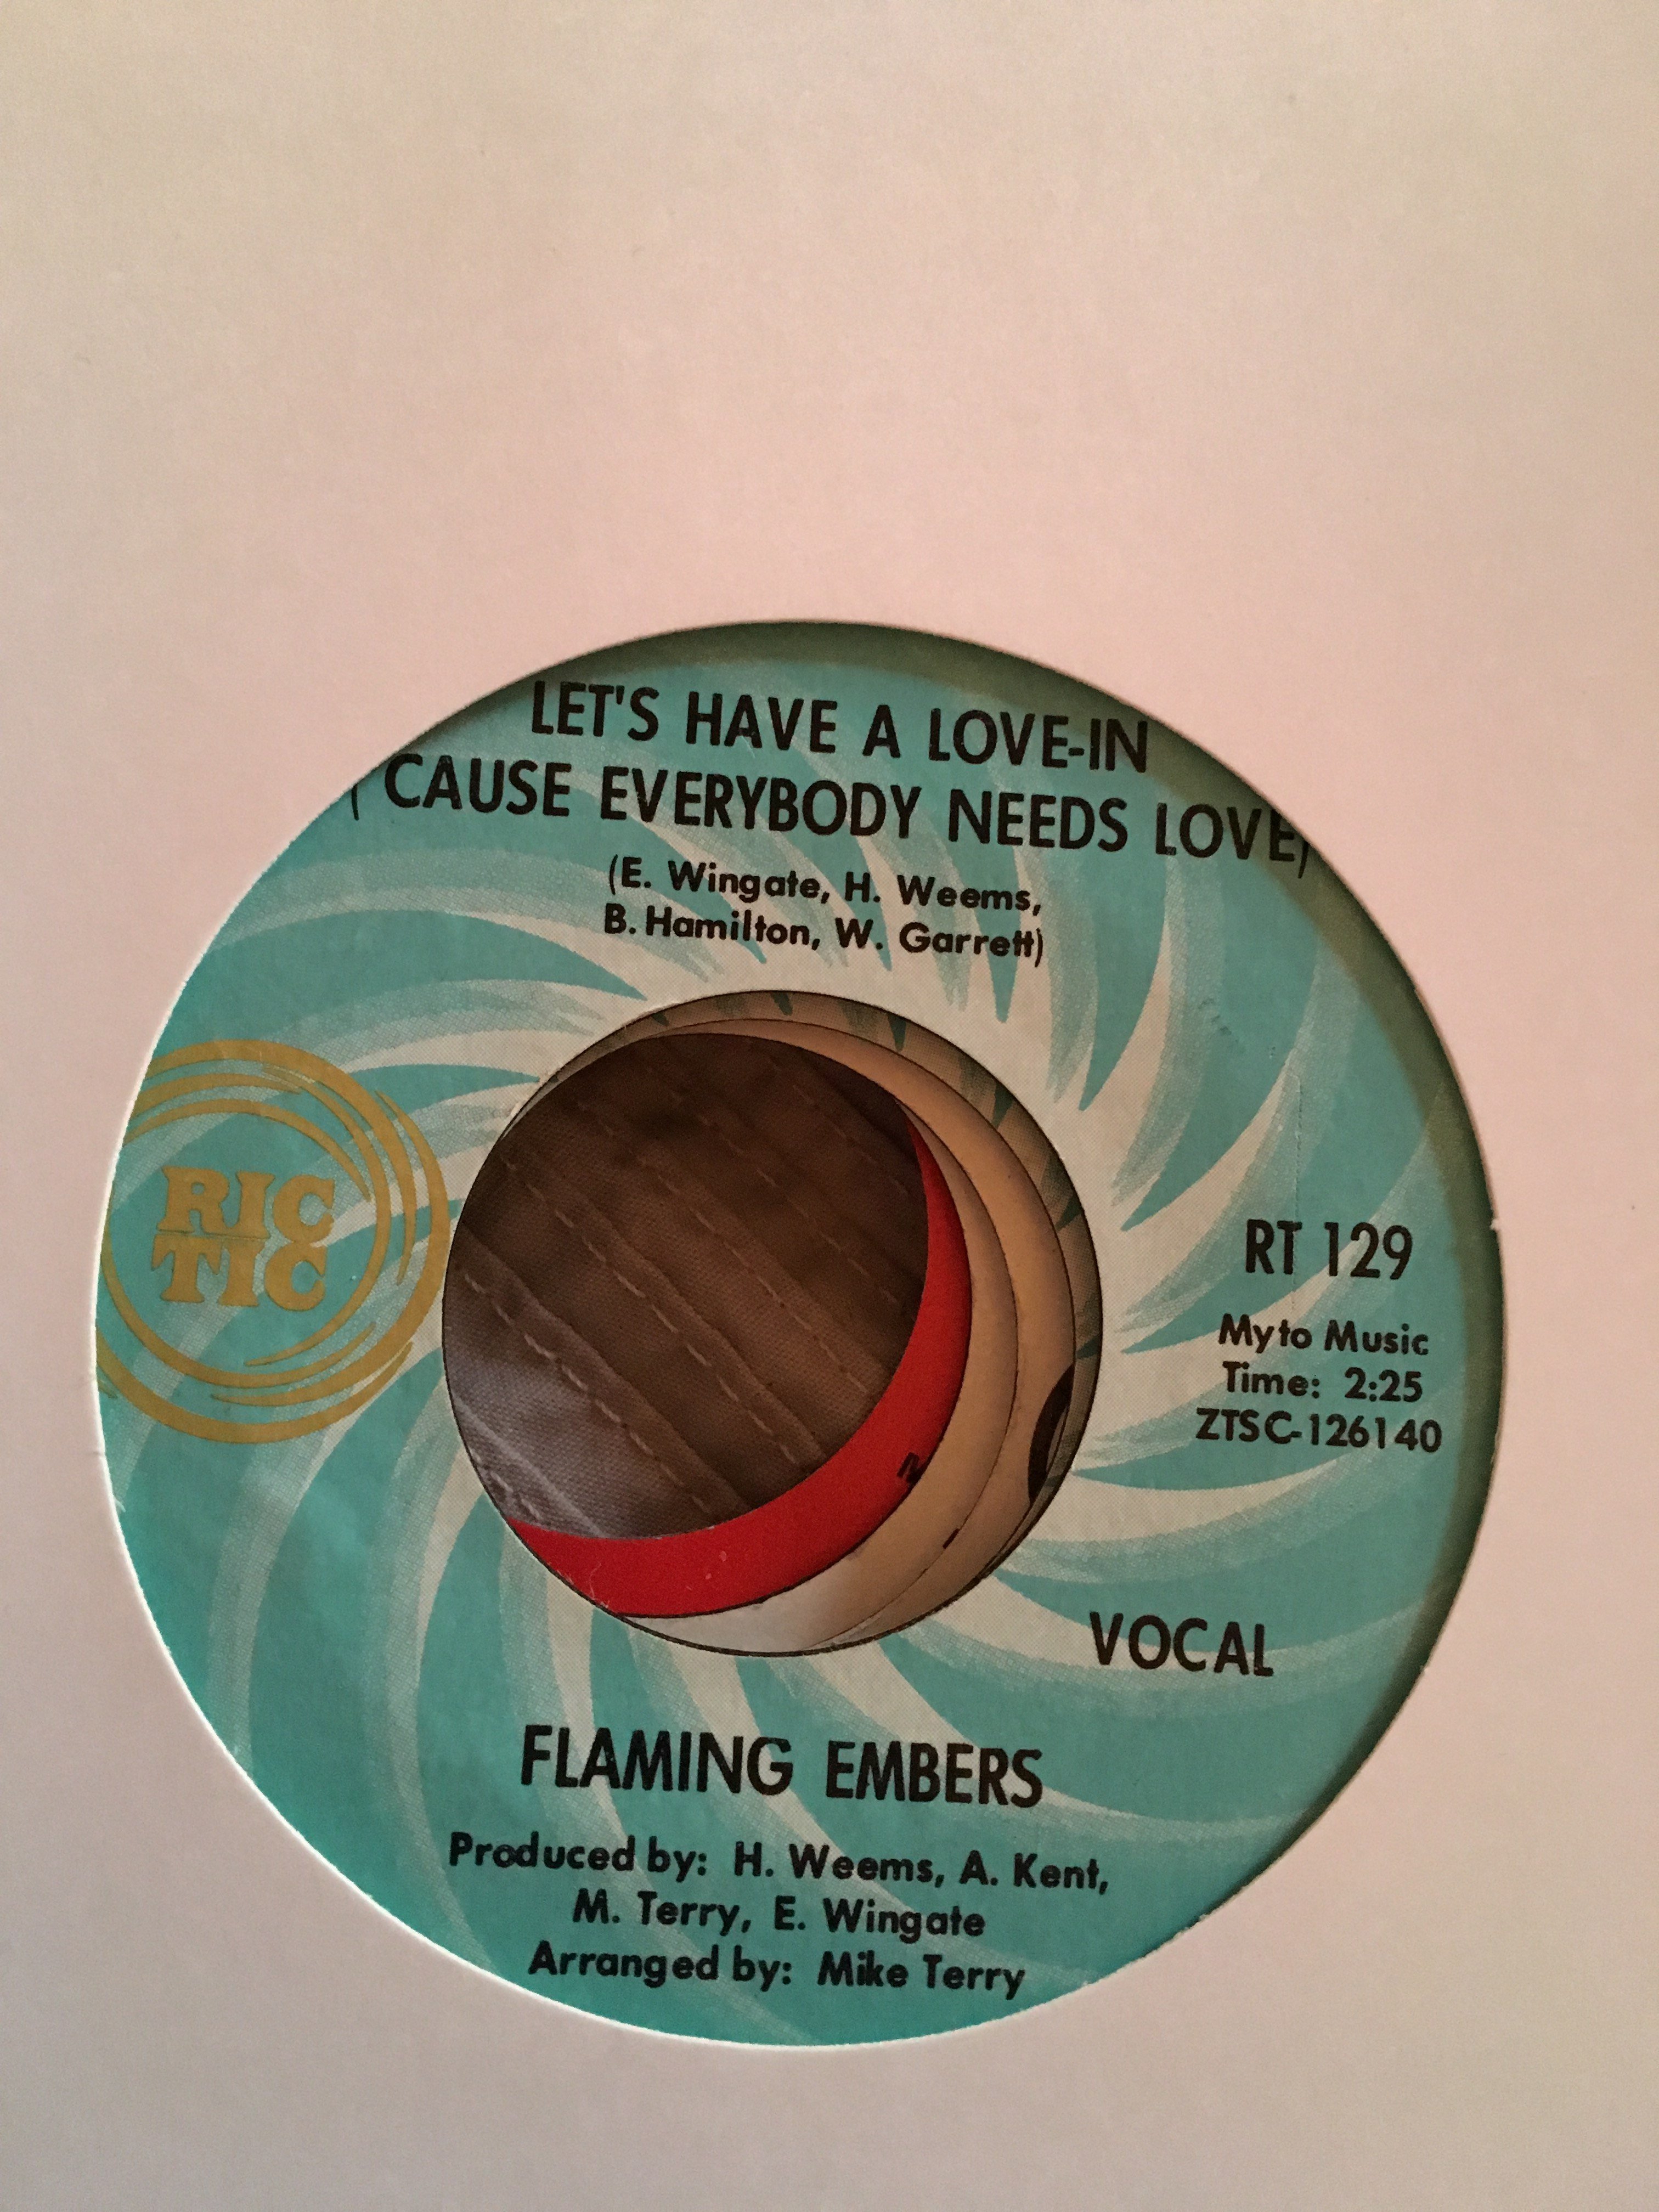 LET'S HAVE A LOVE-IN
('CAUSE EVERYBODY NEEDS LOVE)
(E. Wingate, H. Weems,
B. Hamilton, W. Garrett)
RIC
TIC
RT 129
Myto Music
Time: 2:25
ZTSC-126140
VOCAL
FLAMING EMBERS
Produced by: H. Weems, A. Kent,
M. Terry, E. Wingate
Arranged by: Mike Terry